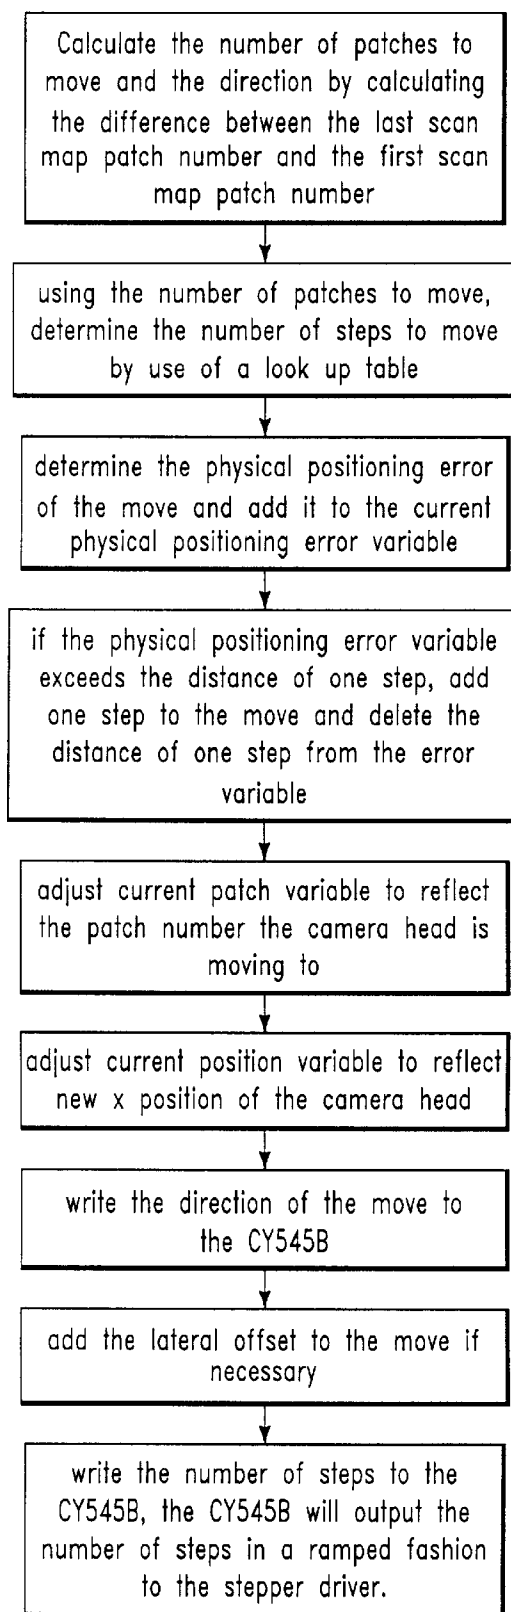 Calculate the number of patches to
move and the direction by calculating
the difference between the last scan
map patch number and the first scan
map patch number
using the number of patches to move,
determine the number of steps to move
by use of a look up table
determine the physical positioning error
of the move and add it to the current
physical positioning error variable
if the physical positioning error variable
exceeds the distance of one step, add
one step to the move and delete the
distance of one step from the error
variable
adjust current patch variable to reflect
the patch number the camera head is
moving to
adjust current position variable to reflect
new x position of the camera head
write the direction of the move to
the CY545B
add the lateral offset to the move if
necessary
write the number of steps to the
CY545B, the CY545B will output the
number of steps in a ramped fashion
to the stepper driver.